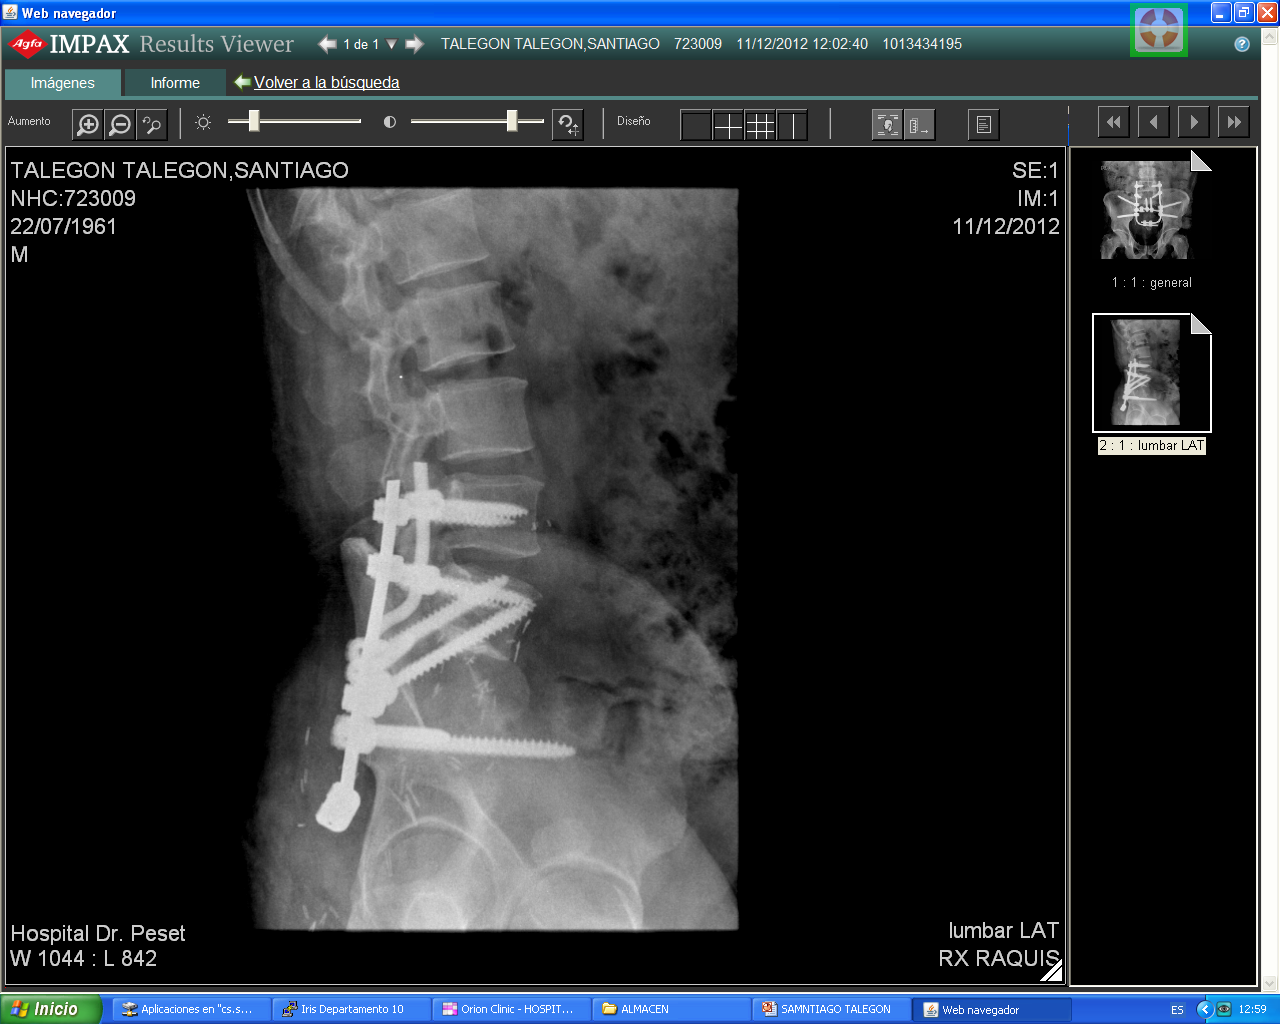 Web navegador
Agfa IMPAX Results Viewer 1 de 1 TALEGON TALEGON,SANTIAGO 723009 11/12/2012 12:02:40 1013434195
Imágenes Informe Volver a la búsqueda
Aumento Diseño
TALEGON TALEGON,SANTIAGO
NHC:723009
22/07/1961
M
SE:1
IM:1
11/12/2012
1 : 1 : general
2 : 1 : lumbar LAT
Hospital Dr. Peset
W 1044 : L 842
lumbar LAT
RX RAQUIS
Inicio Aplicaciones en "cs.s... Iris Departamento 10 Orion Clinic - HOSPIT... ALMACEN SAMNTIAGO TALEGON Web navegador ES 12:59